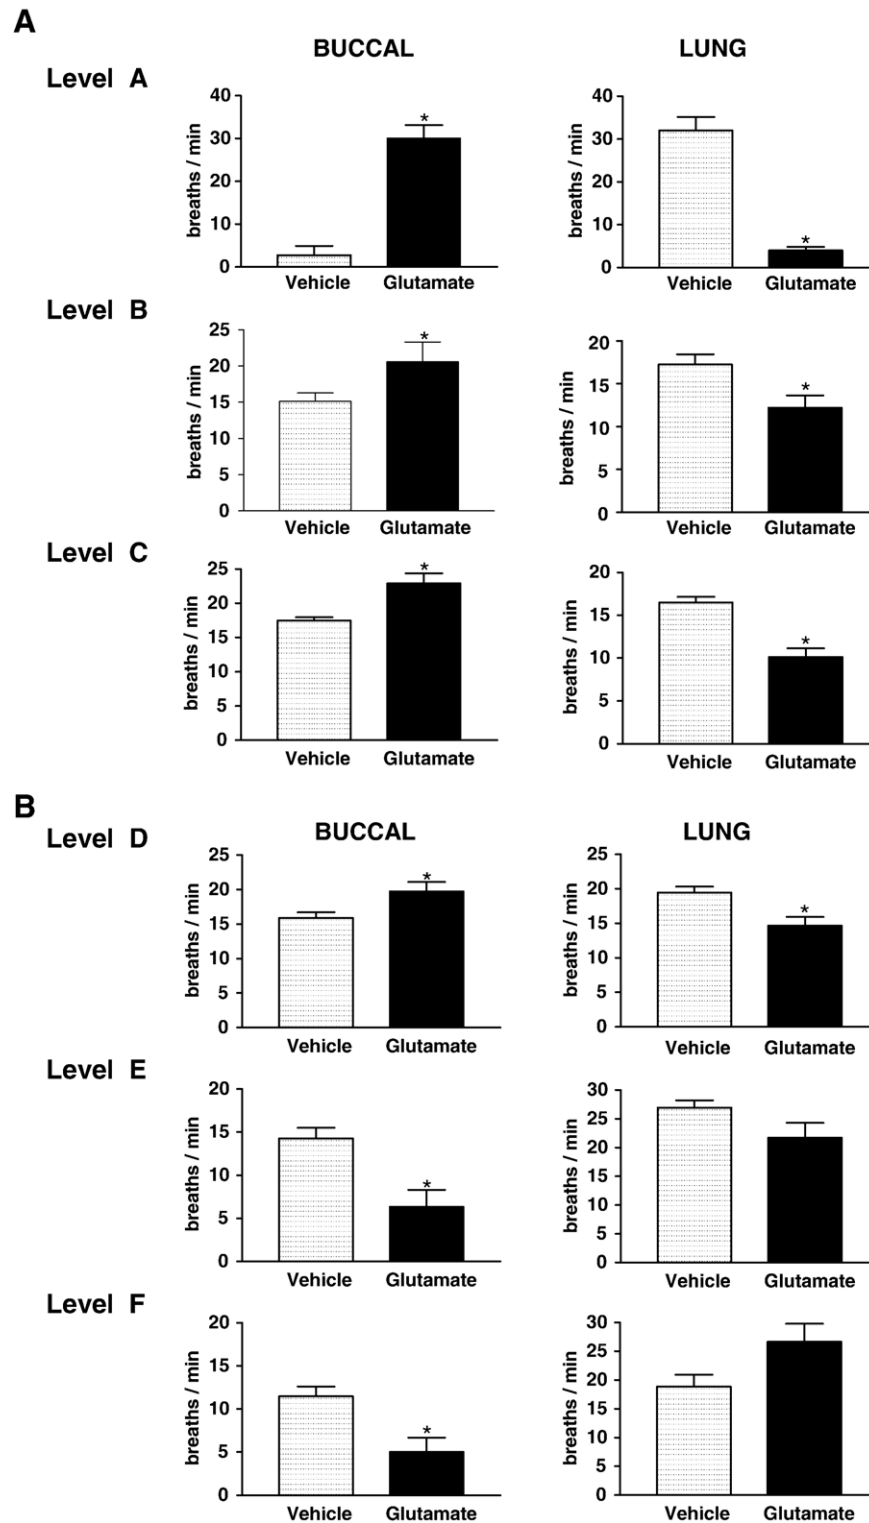 A
BUCCAL LUNG
Level A
40 40
* 
30 30
20 20
10 10
*
0 0
breaths / min breaths / min
Vehicle Glutamate Vehicle Glutamate
Level B
25 20
*
20 15
*
15 10
10 5
5 0
0
breaths / min breaths / min
Vehicle Glutamate Vehicle Glutamate
Level C
25 20
*
20 15
*
15 10
10 5
5 0
0
breaths / min breaths / min
Vehicle Glutamate Vehicle Glutamate
B
BUCCAL LUNG
Level D
25 25
*
20 20
*
15 15
10 10
5 5
0 0
breaths / min breaths / min
Vehicle Glutamate Vehicle Glutamate
Level E
20 30
15 25
*
10 20
5 15
0 10
5
0
breaths / min breaths / min
Vehicle Glutamate Vehicle Glutamate
Level F
20 30
15 25
10 20
*
5 15
0 10
5
0
breaths / min breaths / min
Vehicle Glutamate Vehicle Glutamate